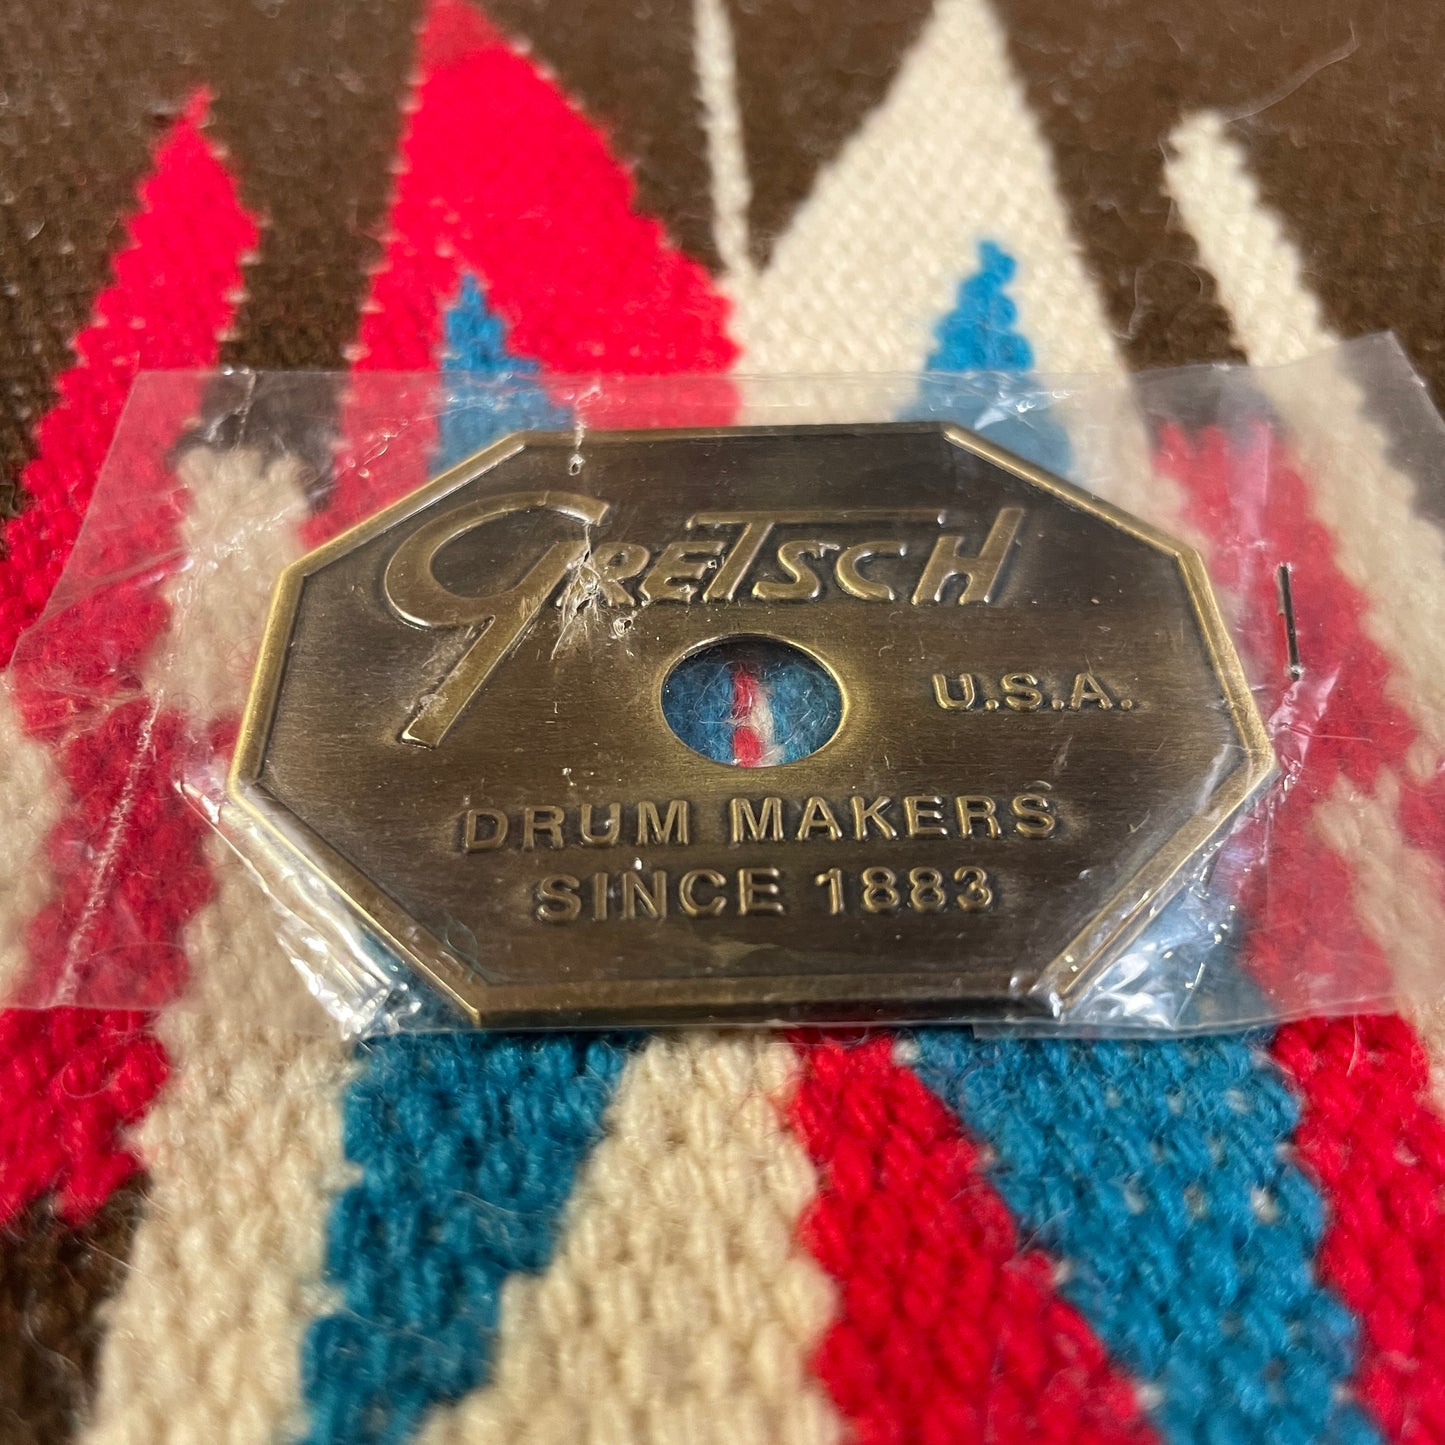 GRETSCH
U.S.A.
DRUM MAKERS
SINCE 1883